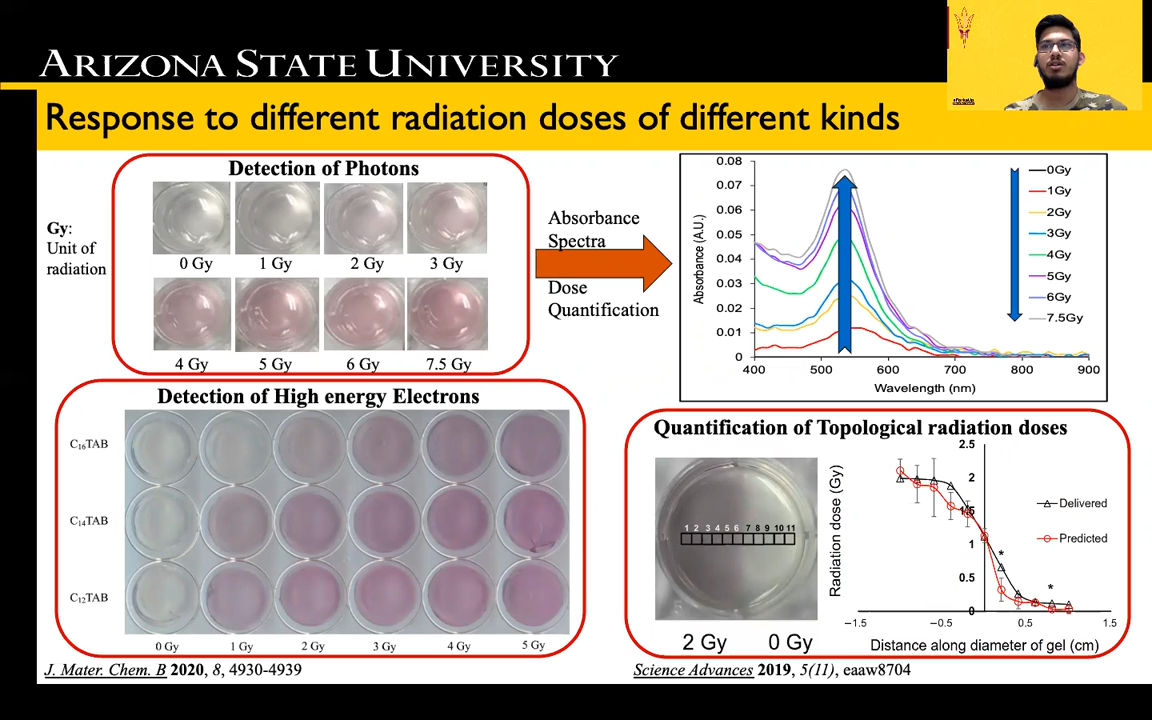 ARIZONA STATE UNIVERSITY
Response to different radiation doses of different kinds
Gy:
Unit of
radiation
Detection of Photons
0 Gy 1 Gy 2 Gy 3 Gy
4 Gy 5 Gy 6 Gy 7.5 Gy
Absorbance
Spectra
Dose
Quantification
Absorbance (A.U.)
0.08
0.07
0.06
0.05
0.04
0.03
0.02
0.01
0
400 500 600 700 800 900
Wavelength (nm)
0Gy
1Gy
2Gy
3Gy
4Gy
5Gy
6Gy
7.5Gy
Detection of High energy Electrons
C₁₆TAB
C₁₄TAB
C₁₂TAB
0 Gy 1 Gy 2 Gy 3 Gy 4 Gy 5 Gy
J. Mater. Chem. B 2020, 8, 4930-4939
Quantification of Topological radiation doses
1 2 3 4 5 6 7 8 9 10 11
2 Gy 0 Gy
Radiation dose (Gy)
2.5
2
1.5
1
0.5
0
−1.5 −0.5 0.5 1.5
Distance along diameter of gel (cm)
* *
Delivered
Predicted
Science Advances 2019, 5(11), eaaw8704